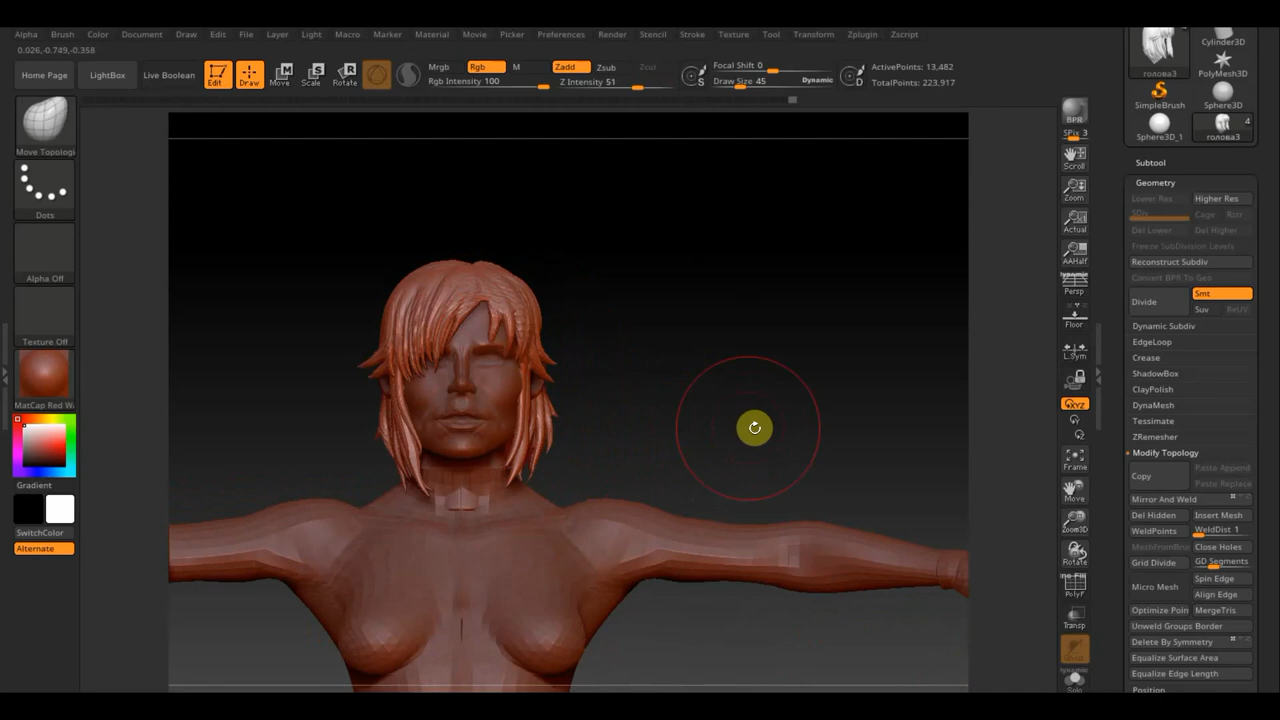 Alpha Brush Color Document Draw Edit File Layer Light Macro Marker Material Movie Picker Preferences Render Stencil Stroke Texture Tool Transform Zplugin Zscript
0.026,-0.749,-0.358
Home Page LightBox Live Boolean Edit Draw Move Scale Rotate
Mrgb Rgb M Zadd Zsub Zcut
Rgb Intensity 100 Z Intensity 51
Focal Shift 0
Draw Size 45 Dynamic
ActivePoints: 13,482
TotalPoints: 223,917
Move Topologi
Dots
Alpha Off
Texture Off
MatCap Red Wa
Gradient
SwitchColor
Alternate
BPR
SPix 3
Scroll
Zoom
Actual
AAHalf
Dynamic
Persp
Floor
L.Sym
XYZ
Frame
Move
Zoom3D
Rotate
PolyF
Transp
Dynamic
Solo
голова3
Cylinder3D
PolyMesh3D
SimpleBrush
Sphere3D
Sphere3D_1
4
голова3
Subtool
Geometry
Lower Res Higher Res
SDiv Cage Rstr
Del Lower Del Higher
Freeze SubDivision Levels
Reconstruct Subdiv
Convert BPR To Geo
Divide Smt
Suv ReUV
Dynamic Subdiv
EdgeLoop
Crease
ShadowBox
ClayPolish
DynaMesh
Tessimate
ZRemesher
Modify Topology
Copy Paste Append
Paste Replace
Mirror And Weld
Del Hidden Insert Mesh
WeldPoints WeldDist 1
MeshFromBru Close Holes
Grid Divide GD Segments
Micro Mesh Spin Edge
Align Edge
Optimize Poin MergeTris
Unweld Groups Border
Delete By Symmetry
Equalize Surface Area
Equalize Edge Length
Position